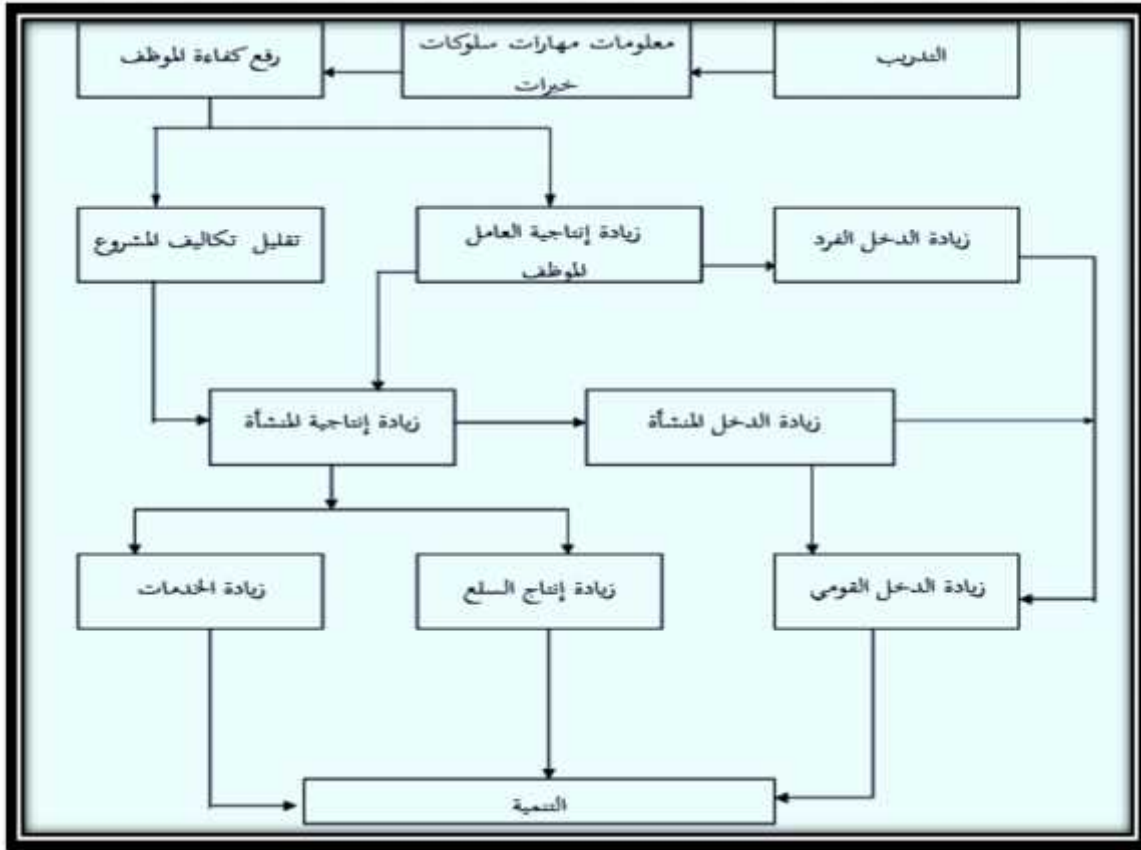 التدريب
معلومات مهارات سلوكات
خبرات
رفع كفاءة الموظف
زيادة الدخل الفرد
زيادة إنتاجية العامل
الموظف
تقليل تكاليف المشروع
زيادة الدخل المنشأة
زيادة إنتاجية المنشأة
زيادة الدخل القومي
زيادة إنتاج السلع
زيادة الخدمات
التنمية